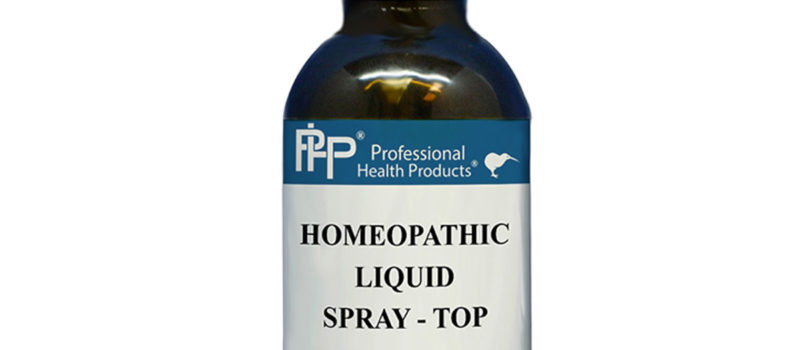 PHP®
Professional
Health Products®
HOMEOPATHIC
LIQUID
SPRAY - TOP